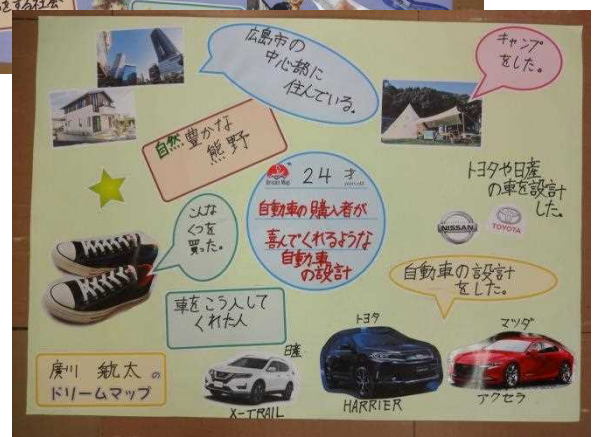 をする社会
広島市の
中心部に
住んでいる。
キャンプ
をした。
自然豊かな
熊野
24才
自動車の購入者が
喜んでくれるような
自動車
の設計
トヨタや日産
の車を設計
した。
NISSAN
TOYOTA
こんな
くつを
買った。
自動車の設計
をした。
車をこう入して
くれた人
日産
X-TRAIL
トヨタ
HARRIER
マツダ
アクセラ
廣川 の
ドリームマップ